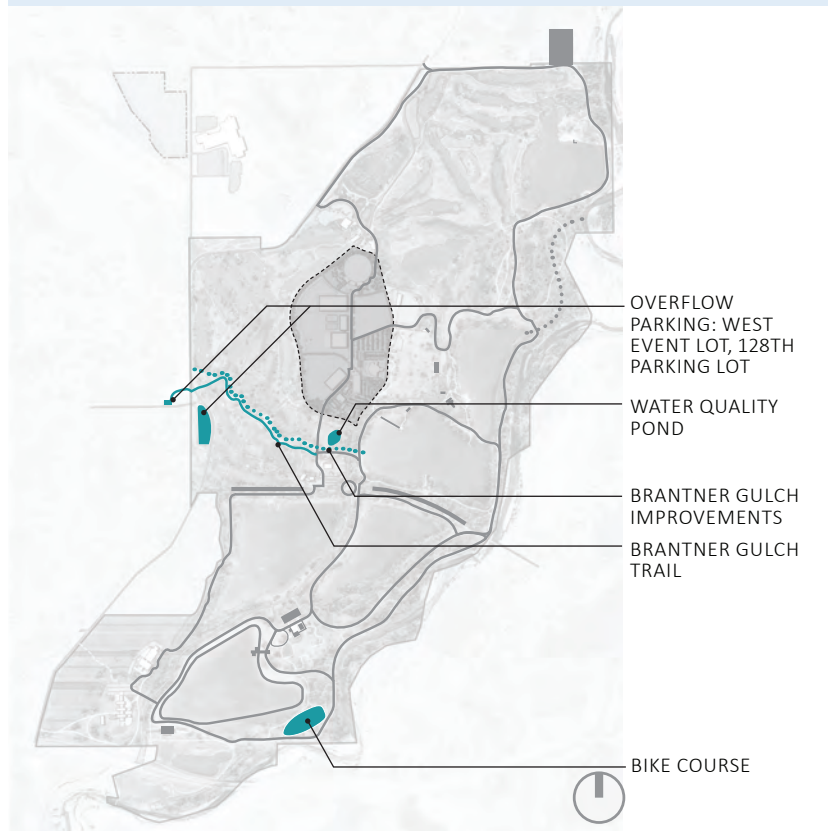 OVERFLOW
PARKING: WEST
EVENT LOT, 128TH
PARKING LOT
WATER QUALITY
POND
BRANTNER GULCH
IMPROVEMENTS
BRANTNER GULCH
TRAIL
BIKE COURSE